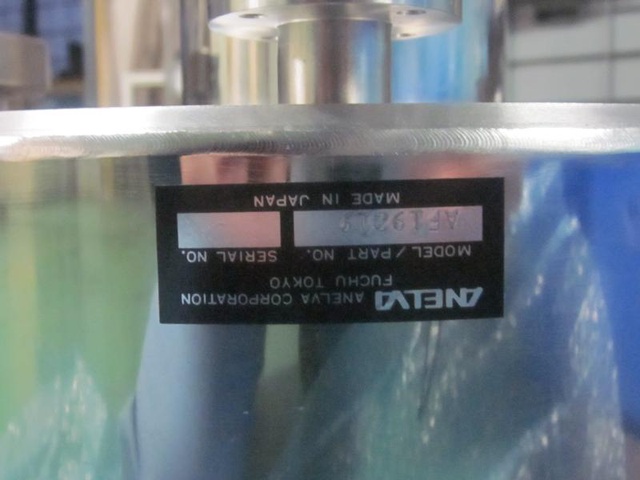 ANELVA ANELVA CORPORATION
FUCHU TOKYO
MODEL / PART NO. SERIAL NO.
MADE IN JAPAN